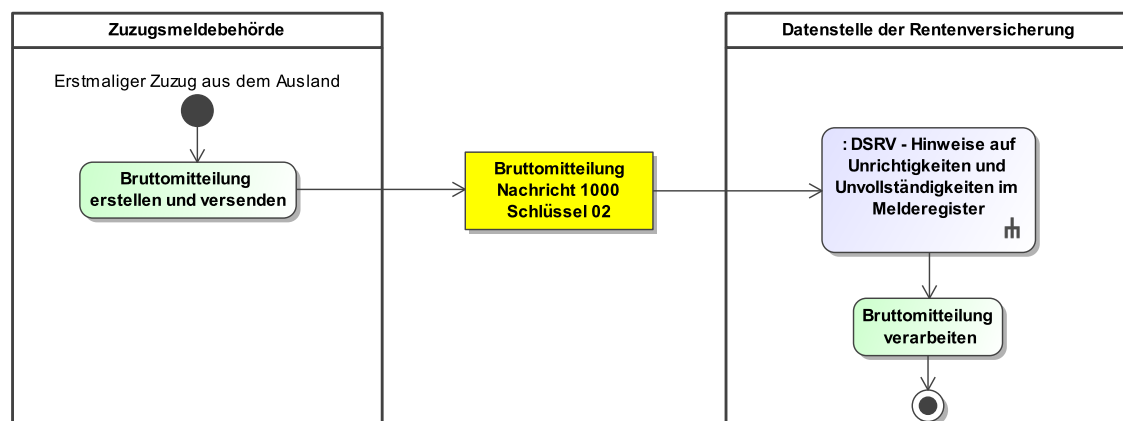 Zuzugsmeldebehörde
Erstmaliger Zuzug aus dem Ausland
Bruttomitteilung
erstellen und versenden
Bruttomitteilung
Nachricht 1000
Schlüssel 02
Datenstelle der Rentenversicherung
: DSRV - Hinweise auf
Unrichtigkeiten und
Unvollständigkeiten im
Melderegister
Bruttomitteilung
verarbeiten